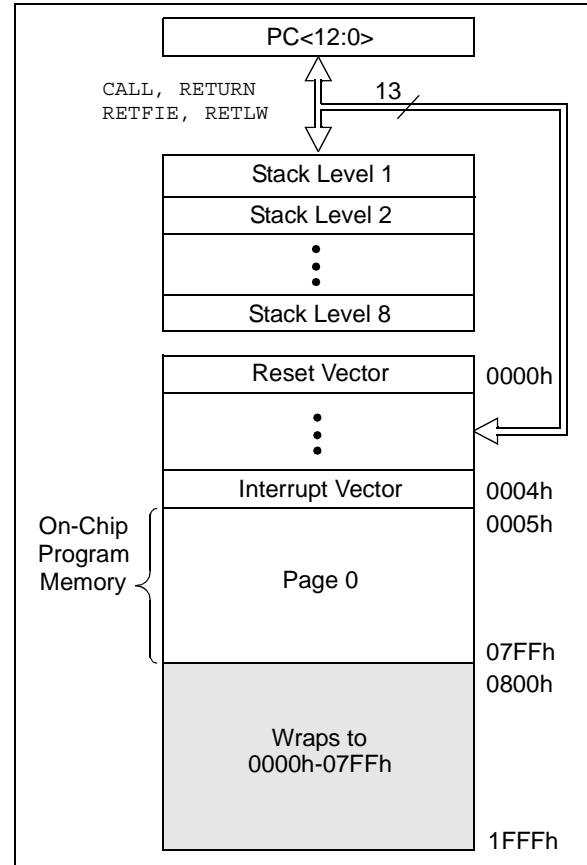 PC<12:0>
CALL, RETURN
RETFIE, RETLW
13
Stack Level 1
Stack Level 2
Stack Level 8
Reset Vector
0000h
Interrupt Vector
0004h
On-Chip
Program
Memory
0005h
Page 0
07FFh
0800h
Wraps to
0000h-07FFh
1FFFh